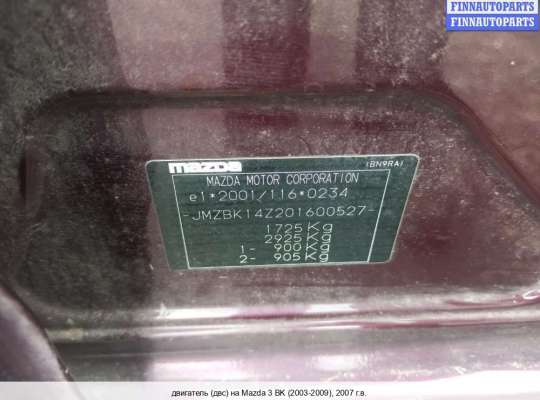 FINNAUTOPARTS
FINNAUTOPARTS
mazda
(BN9RA)
MAZDA MOTOR CORPORATION
e1*2001/116*0234
-JMZBK14Z201600527-
1725Kg
2925Kg
1- 900Kg
2- 905Kg
двигатель (двс) на Mazda 3 BK (2003-2009), 2007 г.в.